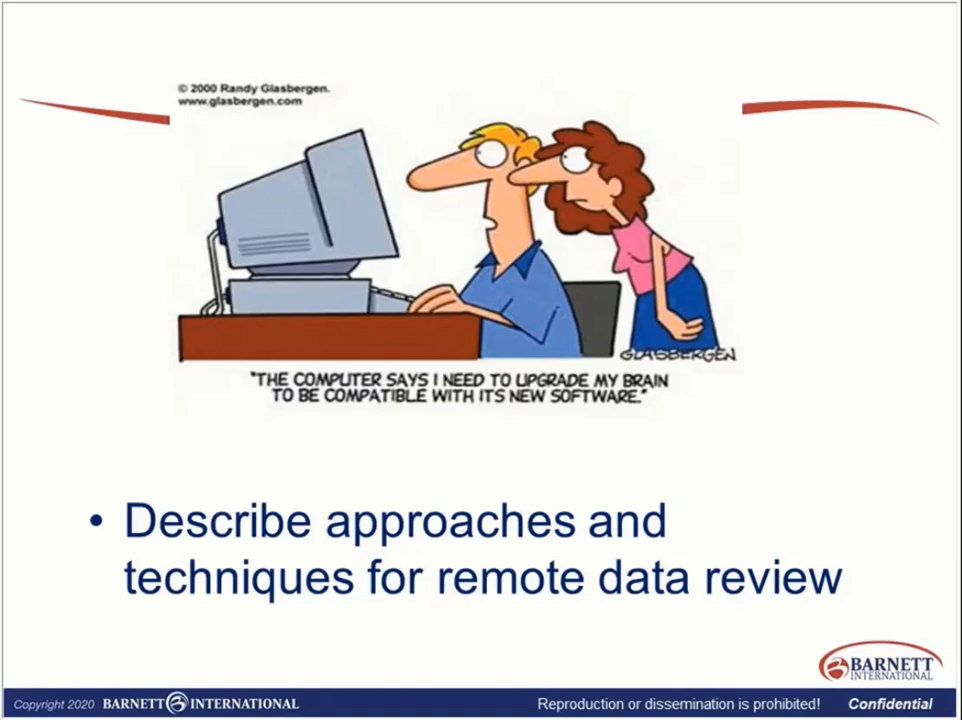 © 2000 Randy Glasbergen.
www.glasbergen.com
GLASBERGEN
"THE COMPUTER SAYS I NEED TO UPGRADE MY BRAIN
TO BE COMPATIBLE WITH ITS NEW SOFTWARE."
• Describe approaches and
techniques for remote data review
BARNETT
INTERNATIONAL
Copyright 2020 BARNETT INTERNATIONAL Reproduction or dissemination is prohibited! Confidential